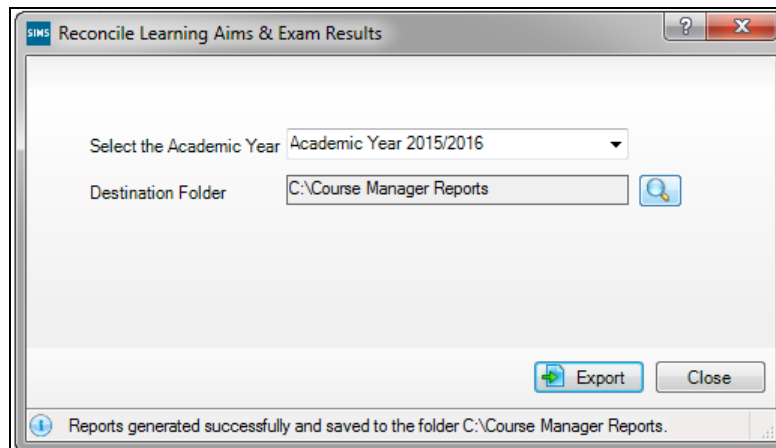 SIMS Reconcile Learning Aims & Exam Results
Select the Academic Year Academic Year 2015/2016
Destination Folder C:\Course Manager Reports
Export Close
Reports generated successfully and saved to the folder C:\Course Manager Reports.